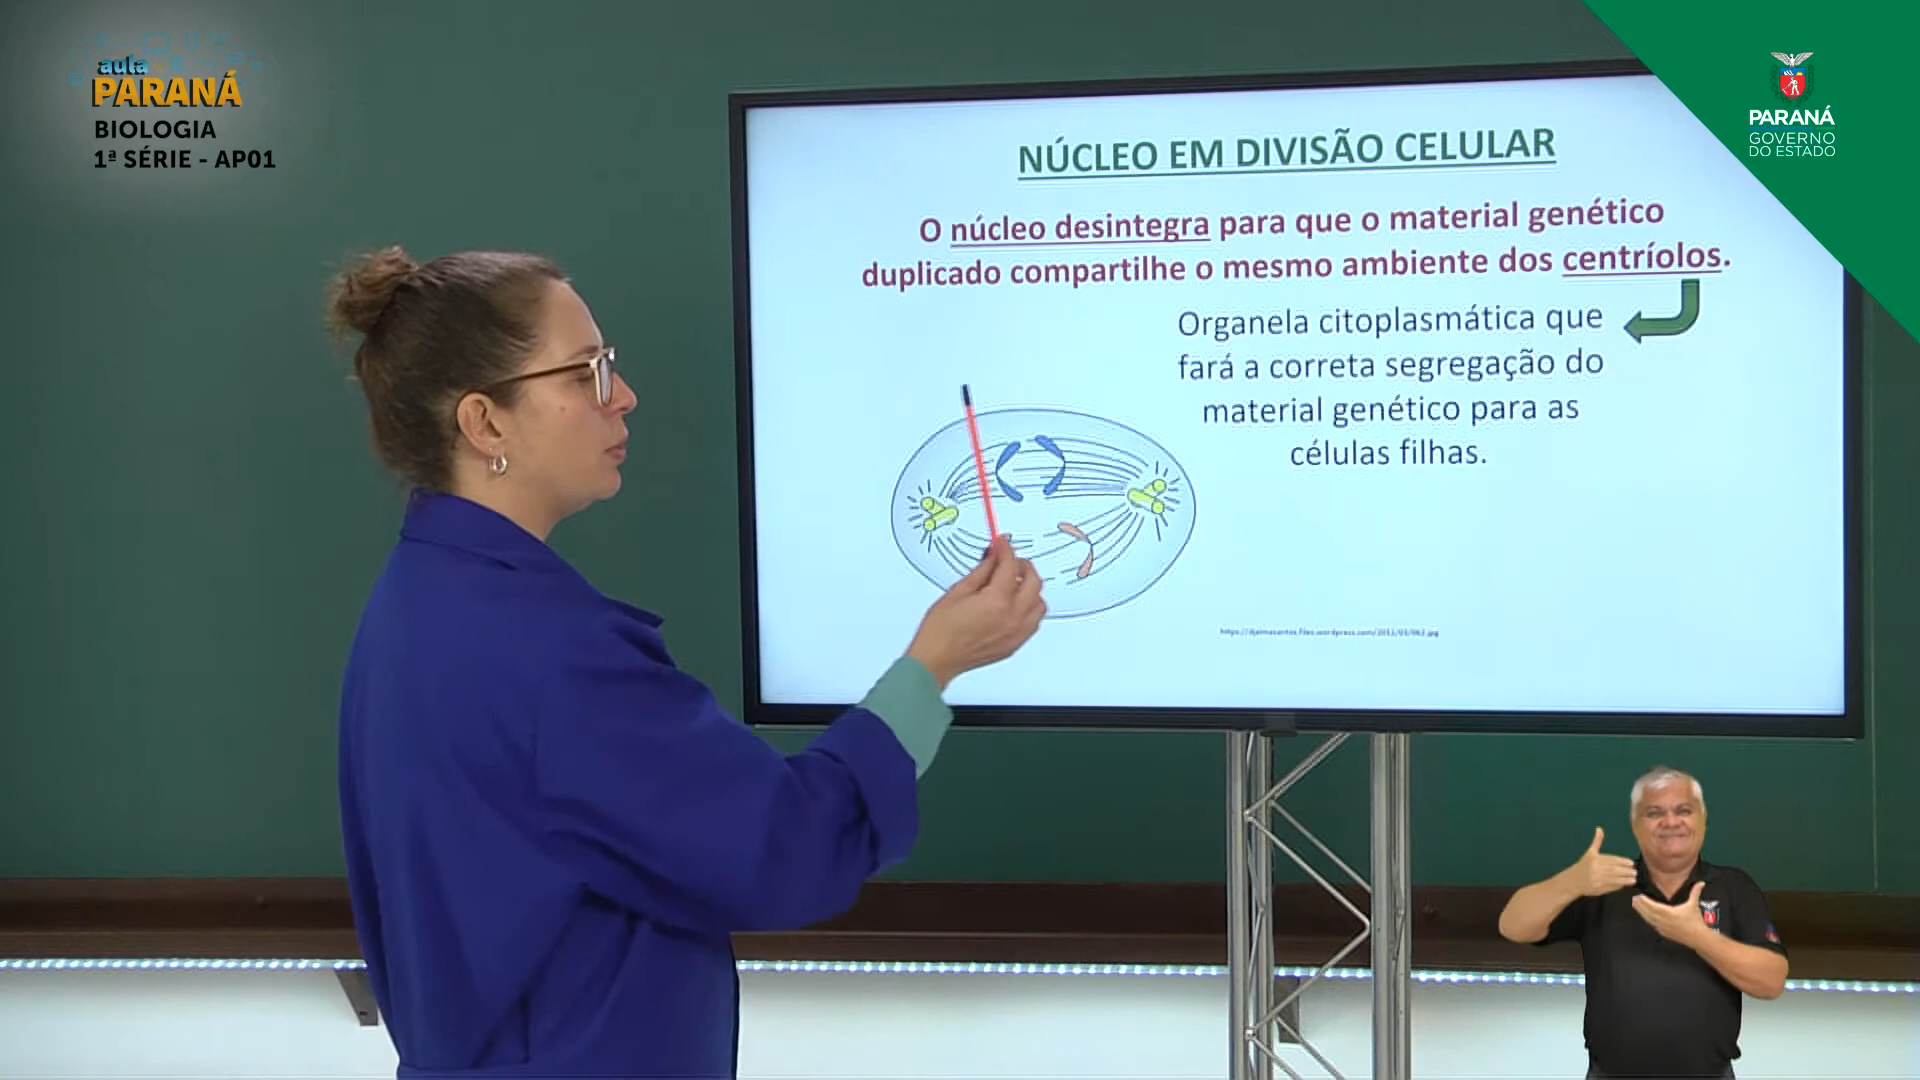 aula
PARANÁ
BIOLOGIA
1ª SÉRIE - AP01
PARANÁ
GOVERNO
DO ESTADO
NÚCLEO EM DIVISÃO CELULAR
O núcleo desintegra para que o material genético
duplicado compartilhe o mesmo ambiente dos centríolos.
Organela citoplasmática que
fará a correta segregação do
material genético para as
células filhas.